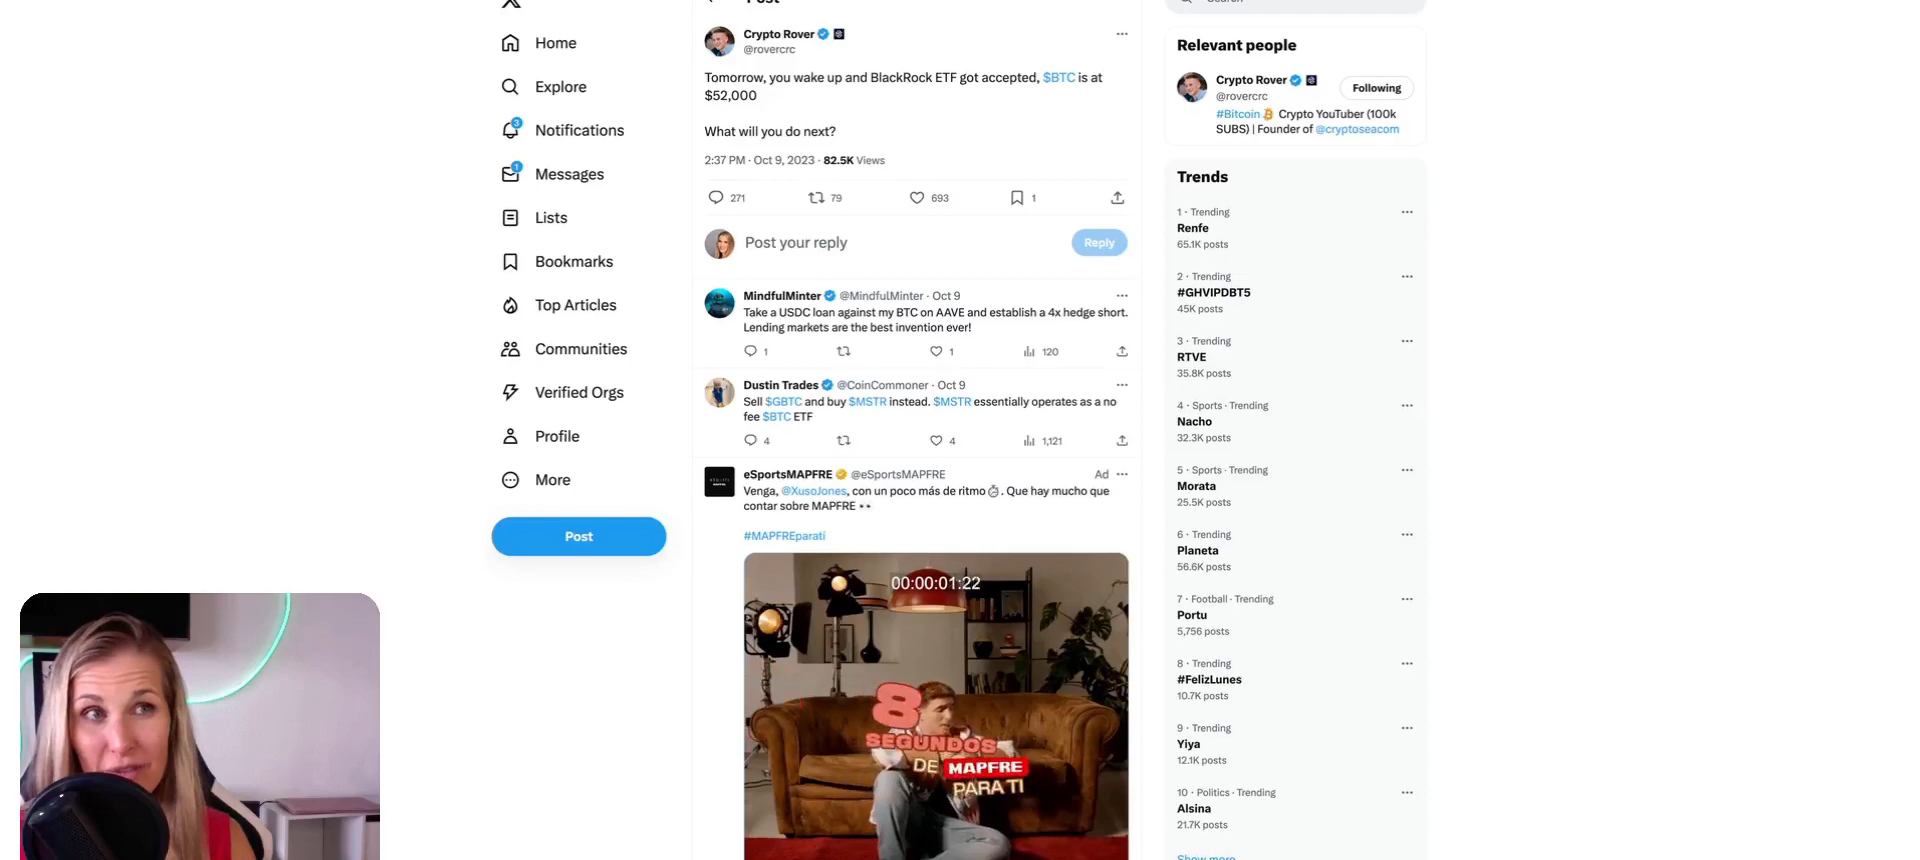 Post
Search
Home
Explore
3
Notifications
1
Messages
Lists
Bookmarks
Top Articles
Communities
Verified Orgs
Profile
More
Post
Crypto Rover
@rovercrc
Tomorrow, you wake up and BlackRock ETF got accepted, $BTC is at
$52,000
What will you do next?
2:37 PM · Oct 9, 2023 · 82.5K Views
271 79 693 1
Post your reply
Reply
MindfulMinter @MindfulMinter · Oct 9
Take a USDC loan against my BTC on AAVE and establish a 4x hedge short.
Lending markets are the best invention ever!
1 1 120
Dustin Trades @CoinCommoner · Oct 9
Sell $GBTC and buy $MSTR instead. $MSTR essentially operates as a no
fee $BTC ETF
4 4 1,121
eSportsMAPFRE @eSportsMAPFRE Ad
Venga, @XusoJones, con un poco más de ritmo. Que hay mucho que
contar sobre MAPFRE
#MAPFREparati
00:00:01:22
8
SEGUNDOS
DE MAPFRE
PARA TI
Relevant people
Crypto Rover
@rovercrc
Following
#Bitcoin Crypto YouTuber (100k
SUBS) | Founder of @cryptoseacom
Trends
1 · Trending
Renfe
65.1K posts
2 · Trending
#GHVIPDBT5
45K posts
3 · Trending
RTVE
35.8K posts
4 · Sports · Trending
Nacho
32.3K posts
5 · Sports · Trending
Morata
25.5K posts
6 · Trending
Planeta
56.6K posts
7 · Football · Trending
Portu
5,756 posts
8 · Trending
#FelizLunes
10.7K posts
9 · Trending
Yiya
12.1K posts
10 · Politics · Trending
Alsina
21.7K posts
Show more